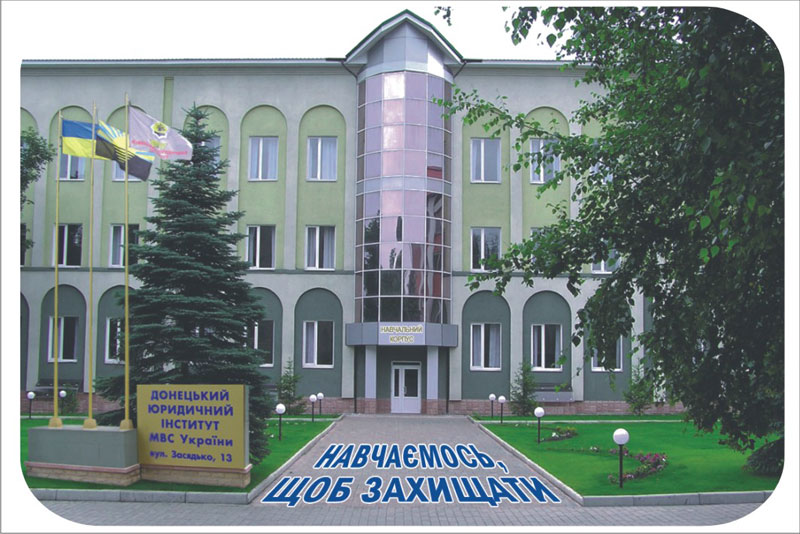 НАВЧАЛЬНИЙ
КОРПУС
ДОНЕЦЬКИЙ
ЮРИДИЧНИЙ
ІНСТИТУТ
МВС України
вул. Засядько, 13
НАВЧАЄМОСЬ,
ЩОБ ЗАХИЩАТИ